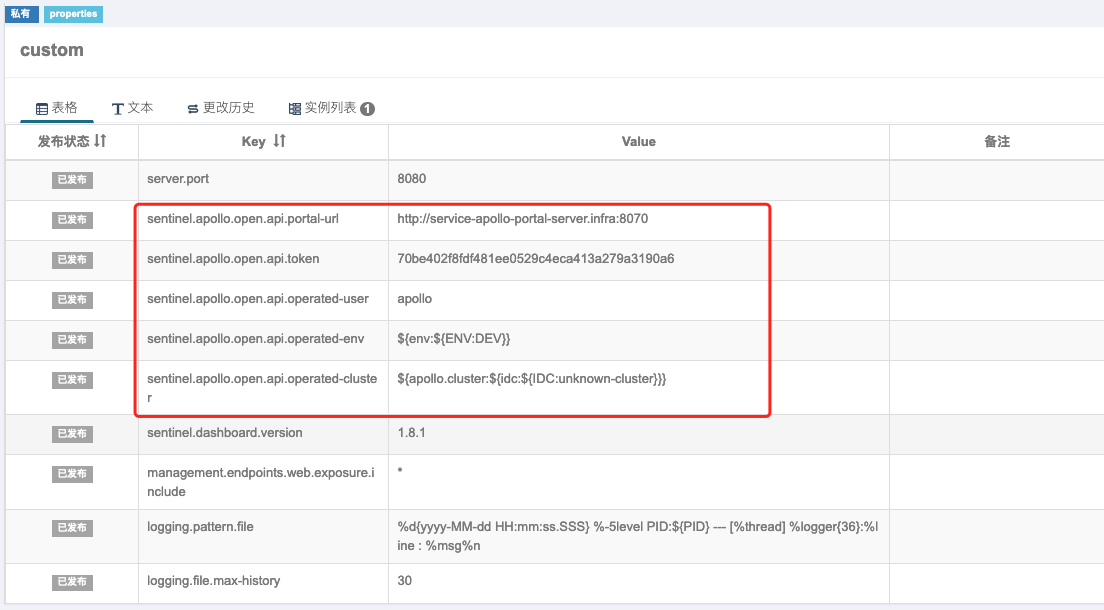 私有 properties
custom
表格 文本 更改历史 实例列表 1
发布状态 Key Value 备注
已发布 server.port 8080
已发布 sentinel.apollo.open.api.portal-url http://service-apollo-portal-server.infra:8070
已发布 sentinel.apollo.open.api.token 70be402f8fdf481ee0529c4eca413a279a3190a6
已发布 sentinel.apollo.open.api.operated-user apollo
已发布 sentinel.apollo.open.api.operated-env ${env:${ENV:DEV}}
已发布 sentinel.apollo.open.api.operated-cluste ${apollo.cluster:${idc:${IDC:unknown-cluster}}}
r
已发布 sentinel.dashboard.version 1.8.1
已发布 management.endpoints.web.exposure.i *
nclude
已发布 logging.pattern.file %d{yyyy-MM-dd HH:mm:ss.SSS} %-5level PID:${PID} --- [%thread] %logger{36}:%l
ine : %msg%n
已发布 logging.file.max-history 30